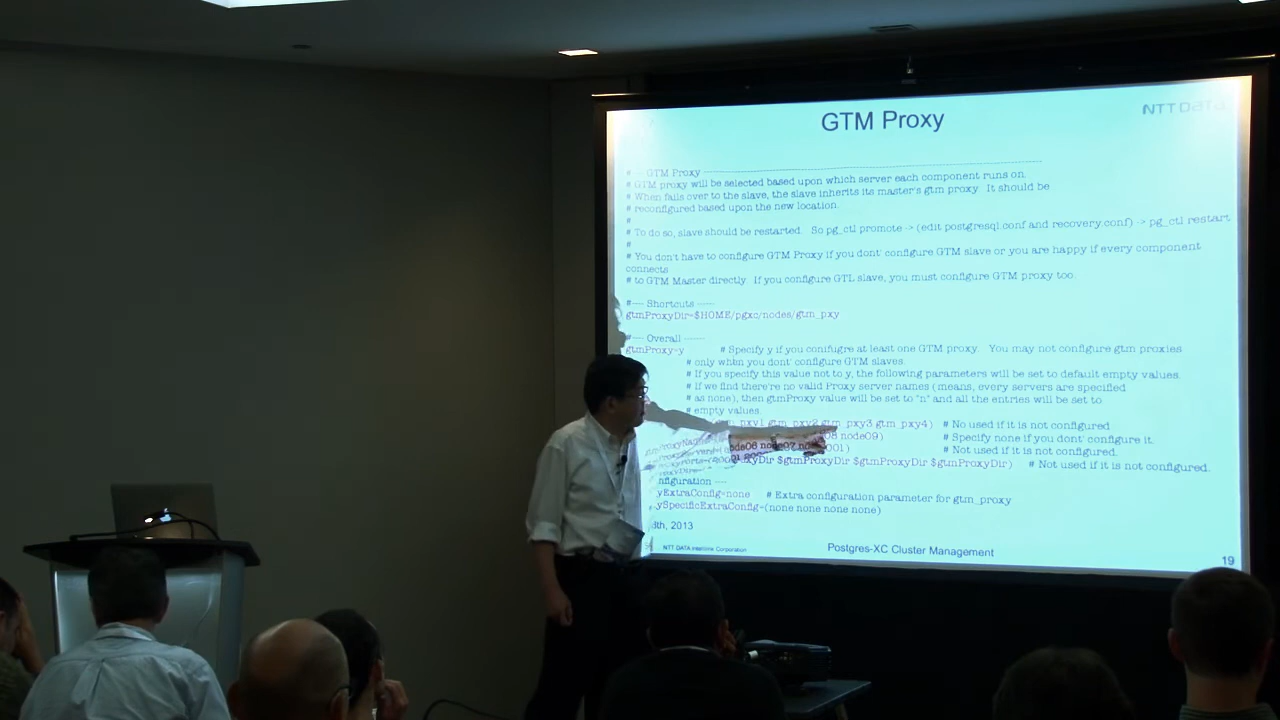 GTM Proxy
NTT DATA
#--- GTM Proxy ---
# GTM proxy will be selected based upon which server each component runs on.
# When fails over to the slave, the slave inherits its master's gtm proxy. It should be
# reconfigured based upon the new location.
#
# To do so, slave should be restarted. So pg_ctl promote -> (edit postgresql.conf and recovery.conf) -> pg_ctl restart
#
# You don't have to configure GTM Proxy if you dont' configure GTM slave or you are happy if every component
connects
# to GTM Master directly. If you configure GTL slave, you must configure GTM proxy too.
#---- Shortcuts ------
gtmProxyDir=$HOME/pgxc/nodes/gtm_pxy
#---- Overall -------
gtmProxy=y # Specify y if you conifugre at least one GTM proxy. You may not configure gtm proxies
# only when you dont' configure GTM slaves.
# If you specify this value not to y, the following parameters will be set to default empty values.
# If we find there're no valid Proxy server names (means, every servers are specified
# as none), then gtmProxy value will be set to "n" and all the entries will be set to
# empty values.
gtm_pxy2 gtm_pxy3 gtm_pxy4) # No used if it is not configured
node09) # Specify none if you dont' configure it.
# Not used if it is not configured.
$gtmProxyDir $gtmProxyDir $gtmProxyDir) # Not used if it is not configured.
nfiguration ----
yExtraConfig=none # Extra configuration parameter for gtm_proxy
ySpecificExtraConfig=(none none none none)
2013
NTT DATA Intellilink Corporation
Postgres-XC Cluster Management
19